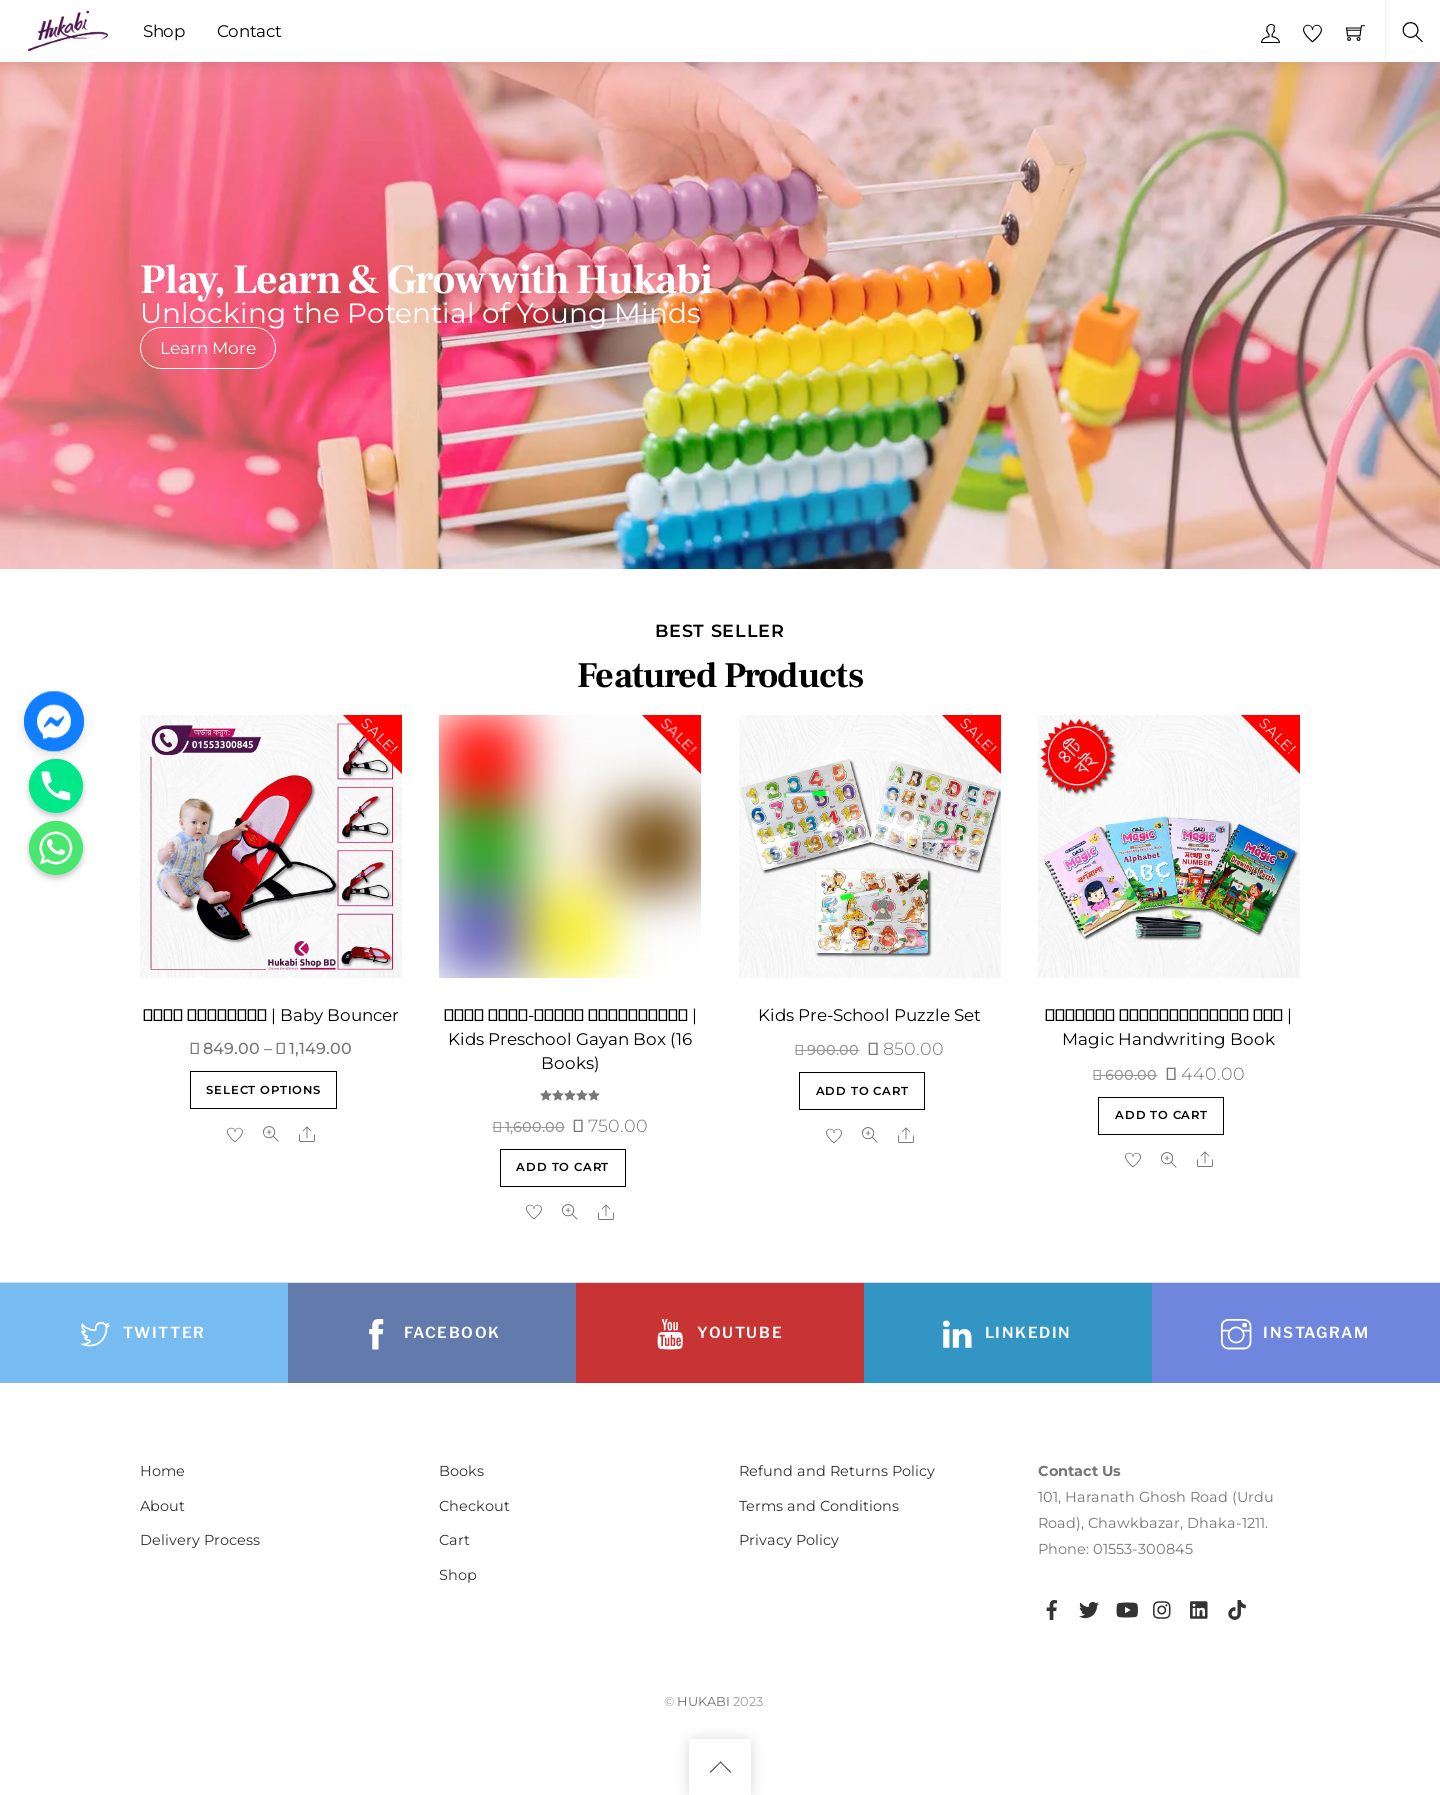 Hukabi
Shop
Contact
Play, Learn & Grow with Hukabi
Unlocking the Potential of Young Minds
Learn More
BEST SELLER
Featured Products
SALE!
01553300845
Hukabi Shop BD
SALE!
SALE!
SALE!
| Baby Bouncer
849.00 – 1,149.00
SELECT OPTIONS
|
Kids Preschool Gayan Box (16
Books)
1,600.00 750.00
ADD TO CART
Kids Pre-School Puzzle Set
900.00 850.00
ADD TO CART
|
Magic Handwriting Book
600.00 440.00
ADD TO CART
TWITTER
FACEBOOK
You
Tube
YOUTUBE
LINKEDIN
INSTAGRAM
Home
About
Delivery Process
Books
Checkout
Cart
Shop
Refund and Returns Policy
Terms and Conditions
Privacy Policy
Contact Us
101, Haranath Ghosh Road (Urdu
Road), Chawkbazar, Dhaka-1211.
Phone: 01553-300845
© HUKABI 2023